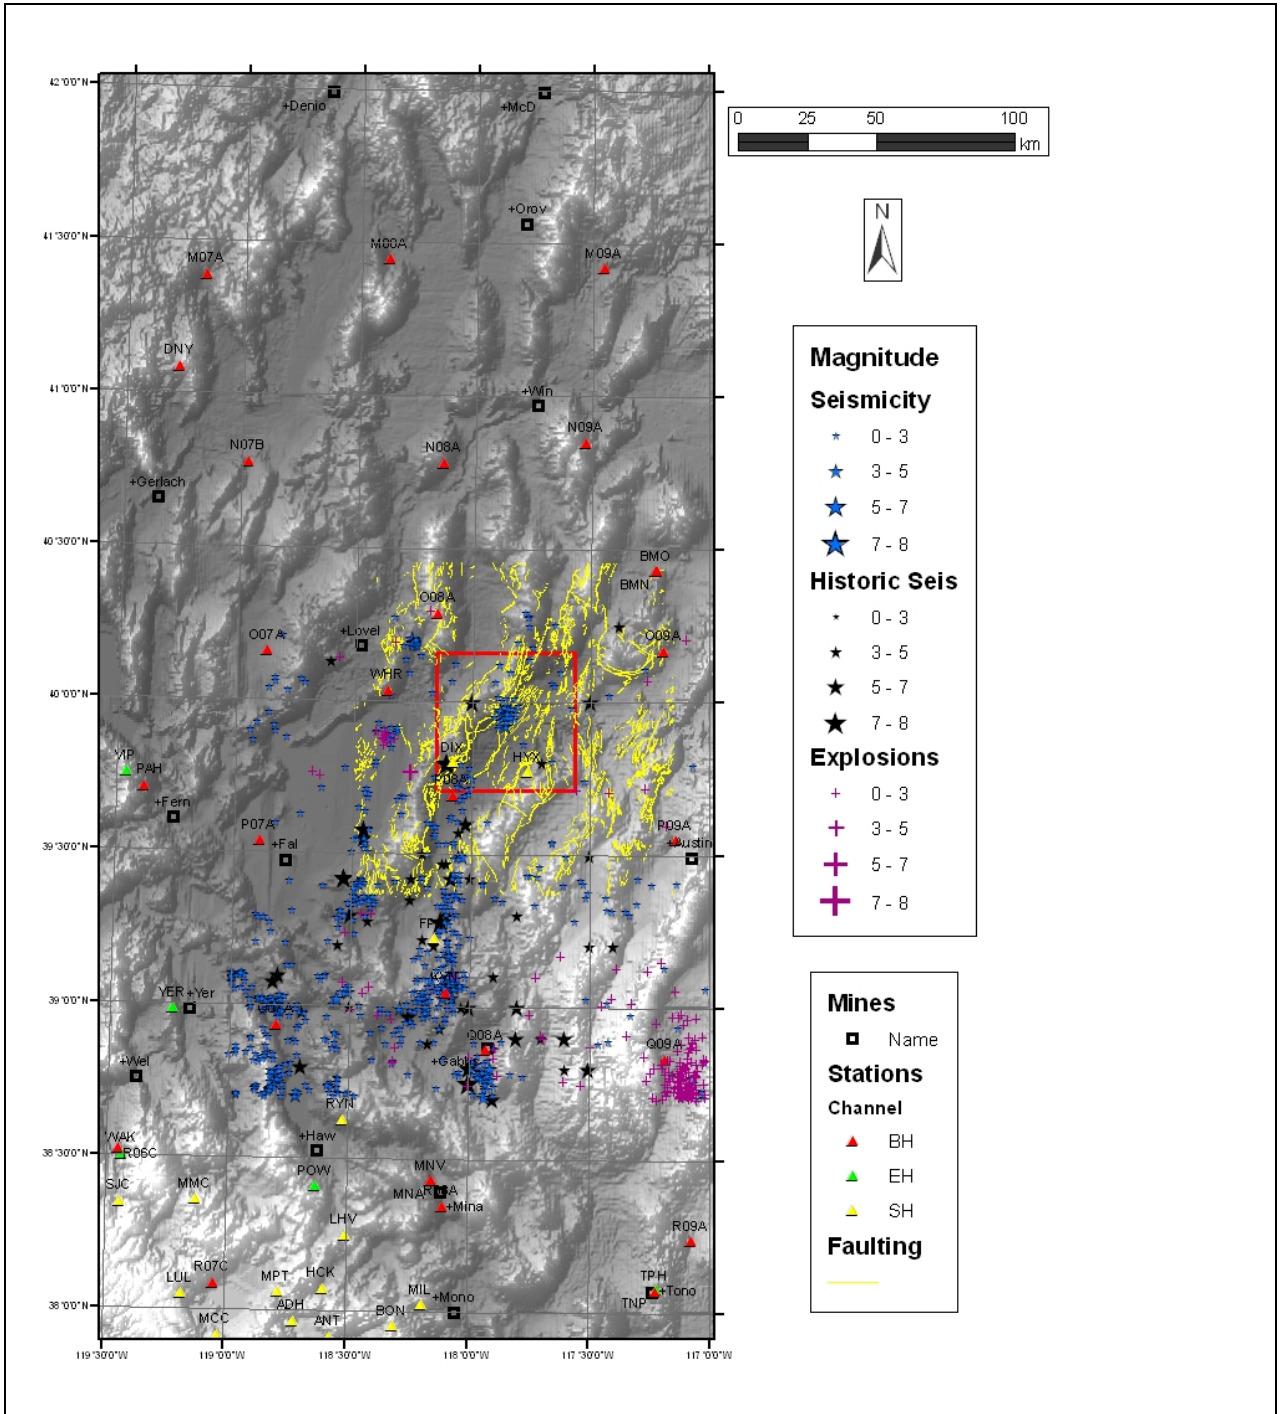 42°0'0"N
+Denio
+McD
0 25 50 100
km
N
+Orov
41°30'0"N
M08A
M07A
M09A
DNY
41°0'0"N
+Win
N09A
N07B
N08A
+Gerlach
40°30'0"N
BMO
BMN
O08A
+Lovel
O07A
O09A
WHR
40°0'0"N
DIX
HYX
VIP
PAH
P08A
+Fern
P07A
P09A
+Fal
+Austin
39°30'0"N
YER
+Yer
39°0'0"N
Q08A
Q09A
+Gabbs
+Wel
RYN
+Haw
WAK
R06C
38°30'0"N
MNV
POW
SJC
MMC
MNA
R08A
+Mina
LHV
R09A
R07C
LUL
MPT
HCK
TPH
+Tono
TNP
38°0'0"N
MIL
+Mono
ADH
BON
MCC
ANT
119°30'0"W
119°0'0"W
118°30'0"W
118°0'0"W
117°30'0"W
117°0'0"W
Magnitude
Seismicity
0 - 3
3 - 5
5 - 7
7 - 8
Historic Seis
0 - 3
3 - 5
5 - 7
7 - 8
Explosions
0 - 3
3 - 5
5 - 7
7 - 8
Mines
Name
Stations
Channel
BH
EH
SH
Faulting